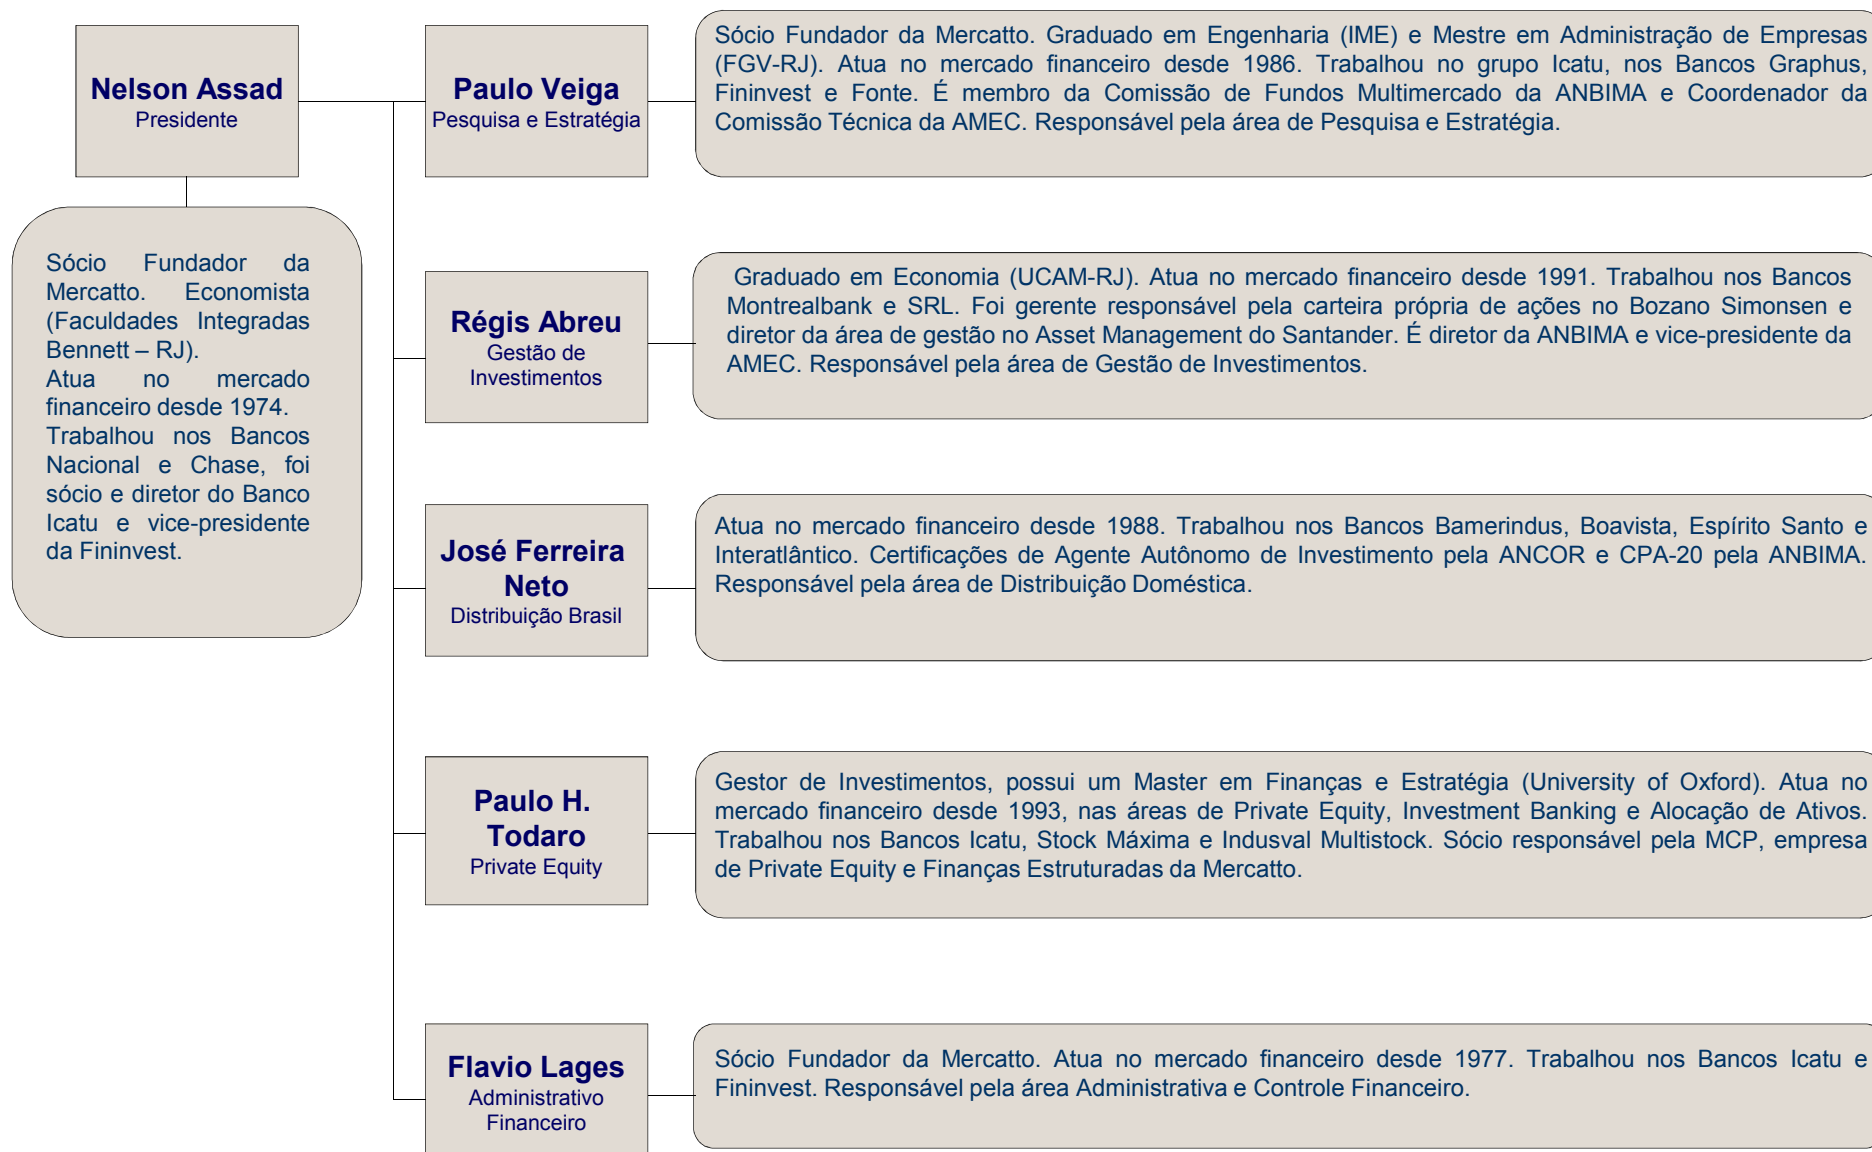 Nelson Assad
Presidente
Sócio Fundador da
Mercatto. Economista
(Faculdades Integradas
Bennett – RJ).
Atua no mercado
financeiro desde 1974.
Trabalhou nos Bancos
Nacional e Chase, foi
sócio e diretor do Banco
Icatu e vice-presidente
da Fininvest.
Paulo Veiga
Pesquisa e Estratégia
Sócio Fundador da Mercatto. Graduado em Engenharia (IME) e Mestre em Administração de Empresas
(FGV-RJ). Atua no mercado financeiro desde 1986. Trabalhou no grupo Icatu, nos Bancos Graphus,
Fininvest e Fonte. É membro da Comissão de Fundos Multimercado da ANBIMA e Coordenador da
Comissão Técnica da AMEC. Responsável pela área de Pesquisa e Estratégia.
Régis Abreu
Gestão de
Investimentos
Graduado em Economia (UCAM-RJ). Atua no mercado financeiro desde 1991. Trabalhou nos Bancos
Montrealbank e SRL. Foi gerente responsável pela carteira própria de ações no Bozano Simonsen e
diretor da área de gestão no Asset Management do Santander. É diretor da ANBIMA e vice-presidente da
AMEC. Responsável pela área de Gestão de Investimentos.
José Ferreira
Neto
Distribuição Brasil
Atua no mercado financeiro desde 1988. Trabalhou nos Bancos Bamerindus, Boavista, Espírito Santo e
Interatlântico. Certificações de Agente Autônomo de Investimento pela ANCOR e CPA-20 pela ANBIMA.
Responsável pela área de Distribuição Doméstica.
Paulo H.
Todaro
Private Equity
Gestor de Investimentos, possui um Master em Finanças e Estratégia (University of Oxford). Atua no
mercado financeiro desde 1993, nas áreas de Private Equity, Investment Banking e Alocação de Ativos.
Trabalhou nos Bancos Icatu, Stock Máxima e Indusval Multistock. Sócio responsável pela MCP, empresa
de Private Equity e Finanças Estruturadas da Mercatto.
Flavio Lages
Administrativo
Financeiro
Sócio Fundador da Mercatto. Atua no mercado financeiro desde 1977. Trabalhou nos Bancos Icatu e
Fininvest. Responsável pela área Administrativa e Controle Financeiro.